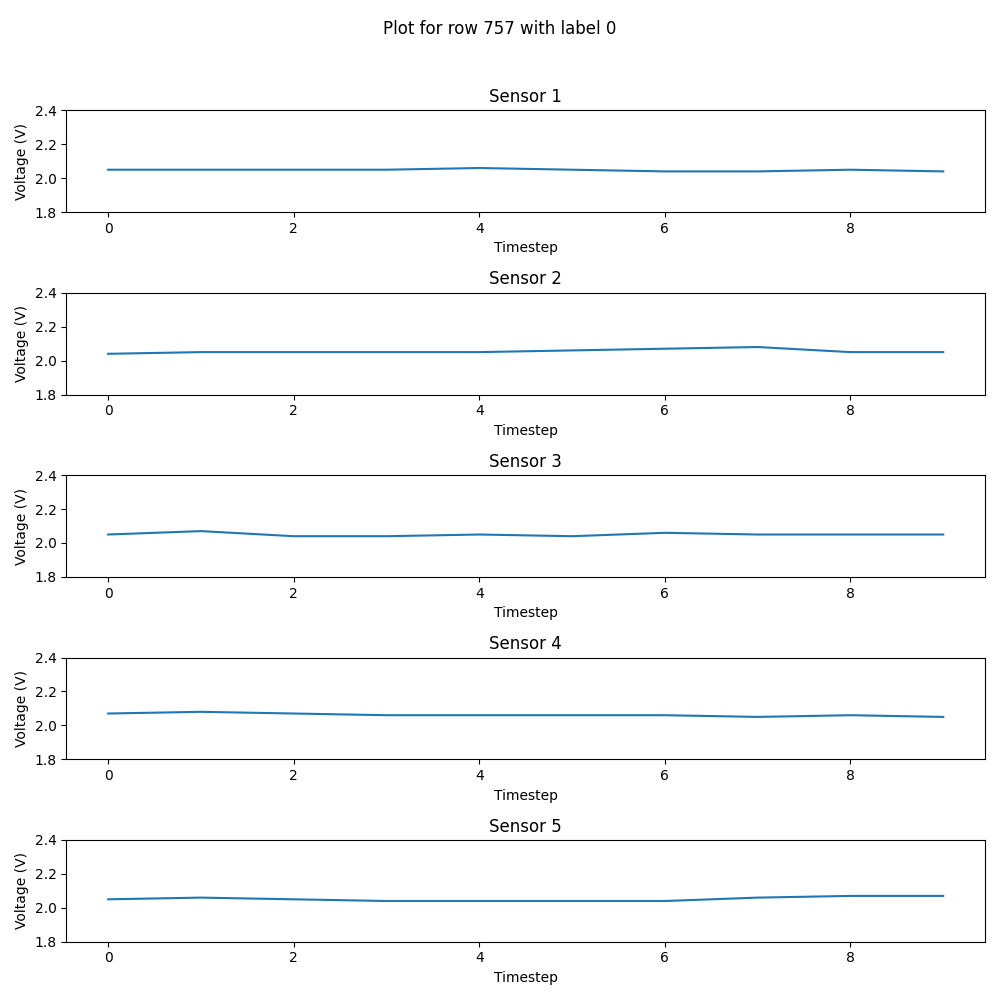 Plot for row 757 with label 0
Sensor 1
Voltage (V)
2.4
2.2
2.0
1.8
0 2 4 6 8
Timestep
Sensor 2
Voltage (V)
2.4
2.2
2.0
1.8
0 2 4 6 8
Timestep
Sensor 3
Voltage (V)
2.4
2.2
2.0
1.8
0 2 4 6 8
Timestep
Sensor 4
Voltage (V)
2.4
2.2
2.0
1.8
0 2 4 6 8
Timestep
Sensor 5
Voltage (V)
2.4
2.2
2.0
1.8
0 2 4 6 8
Timestep